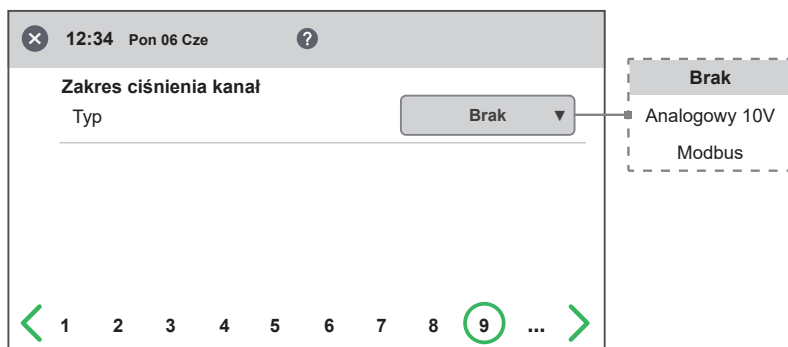 12:34 Pon 06 Cze ?
Zakres ciśnienia kanał
Typ Brak ▼
Brak
Analogowy 10V
Modbus
1 2 3 4 5 6 7 8 9 ...